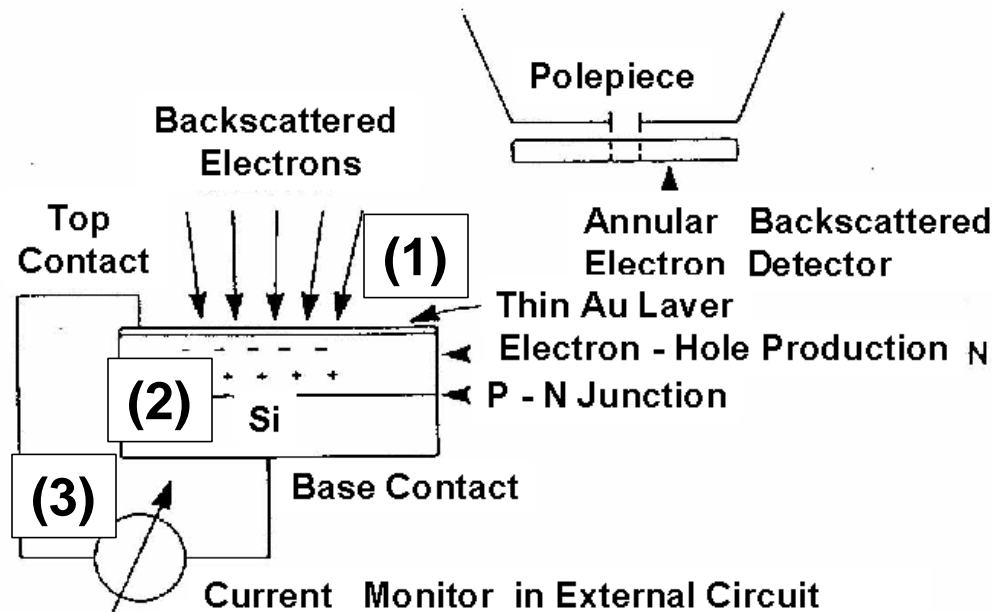 Polepiece
Backscattered
Electrons
Annular Backscattered
Electron Detector
Top
Contact
(1)
Thin Au Laver
Electron - Hole Production N
P - N Junction
(2)
Si
(3)
Base Contact
Current Monitor in External Circuit